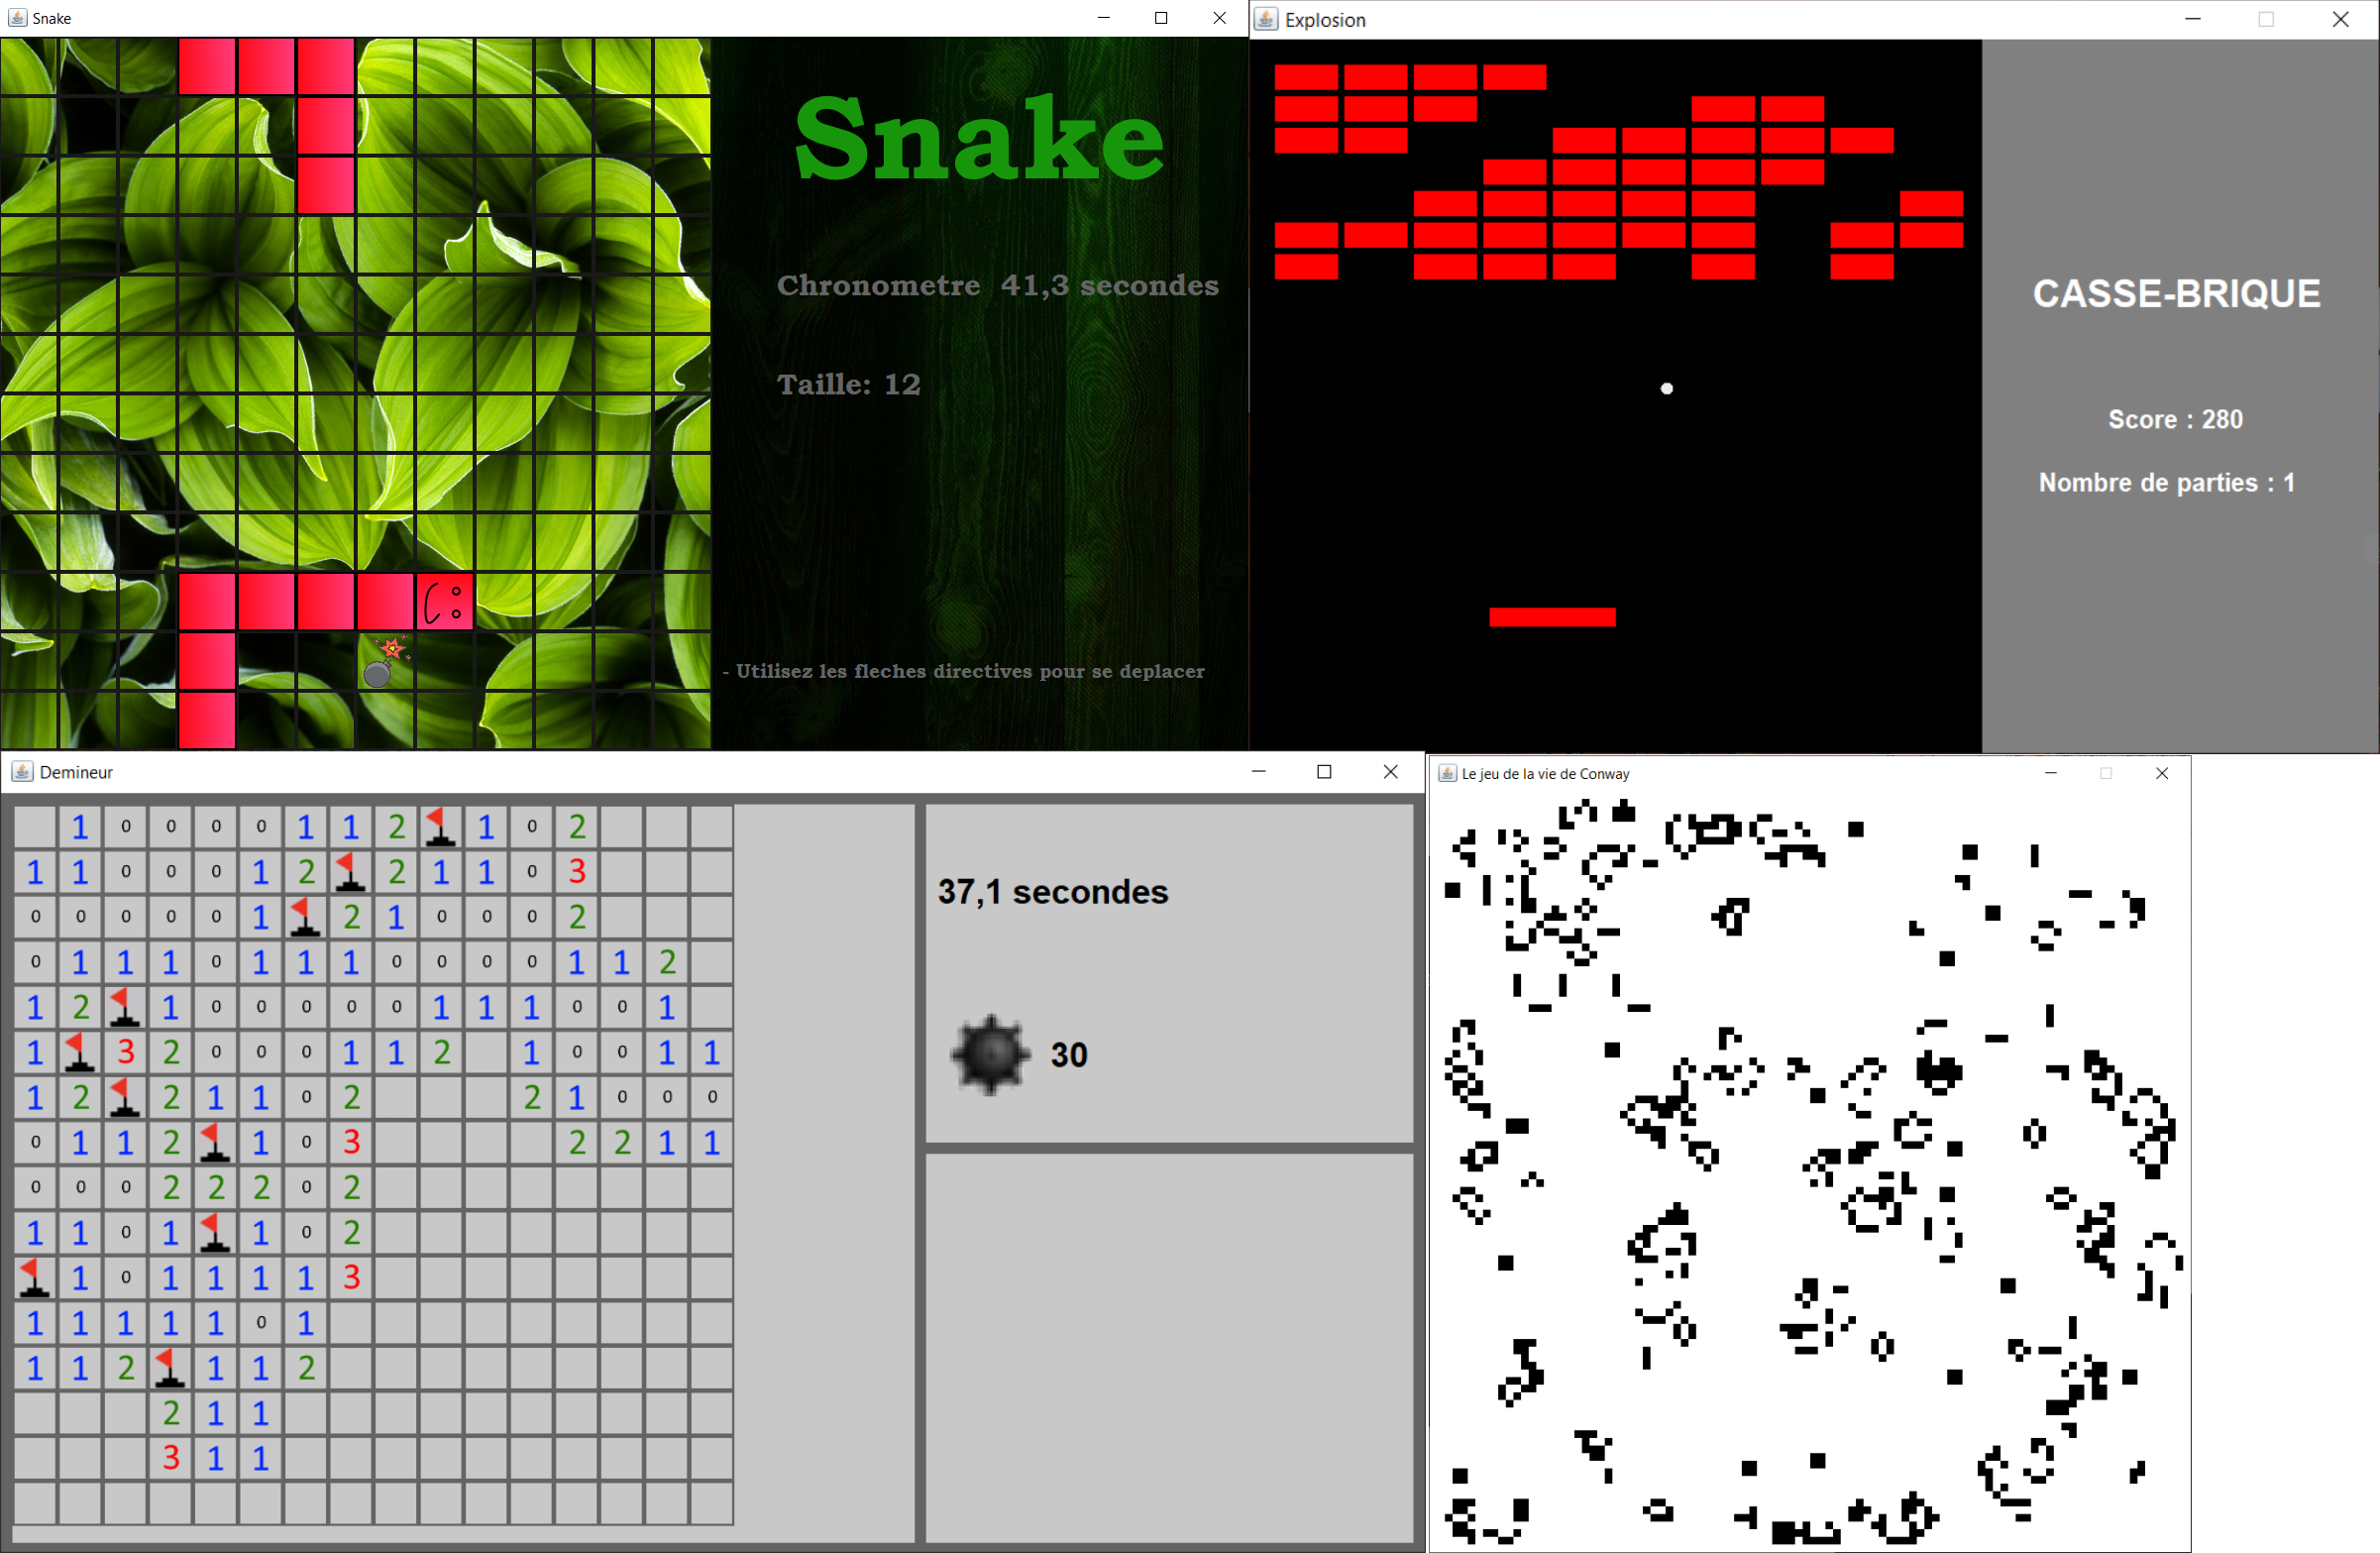 Snake
Snake
Chronometre 41,3 secondes
Taille: 12
- Utilisez les fleches directives pour se deplacer
Explosion
CASSE-BRIQUE
Score : 280
Nombre de parties : 1
Demineur
1 0 0 0 0 1 1 2 1 0 2
1 1 0 0 0 1 2 2 1 1 0 3
0 0 0 0 0 1 2 1 0 0 0 2
0 1 1 1 0 1 1 1 0 0 0 0 1 1 2
1 2 1 0 0 0 0 0 1 1 1 0 0 1
1 3 2 0 0 0 1 1 2 1 0 0 1 1
1 2 2 1 1 0 2 2 1 0 0 0
0 1 1 2 1 0 3 2 2 1 1
0 0 0 2 2 2 0 2
1 1 0 1 1 0 2
1 0 1 1 1 1 3
1 1 1 1 1 0 1
1 1 2 1 1 2
2 1 1
3 1 1
37,1 secondes
30
Le jeu de la vie de Conway